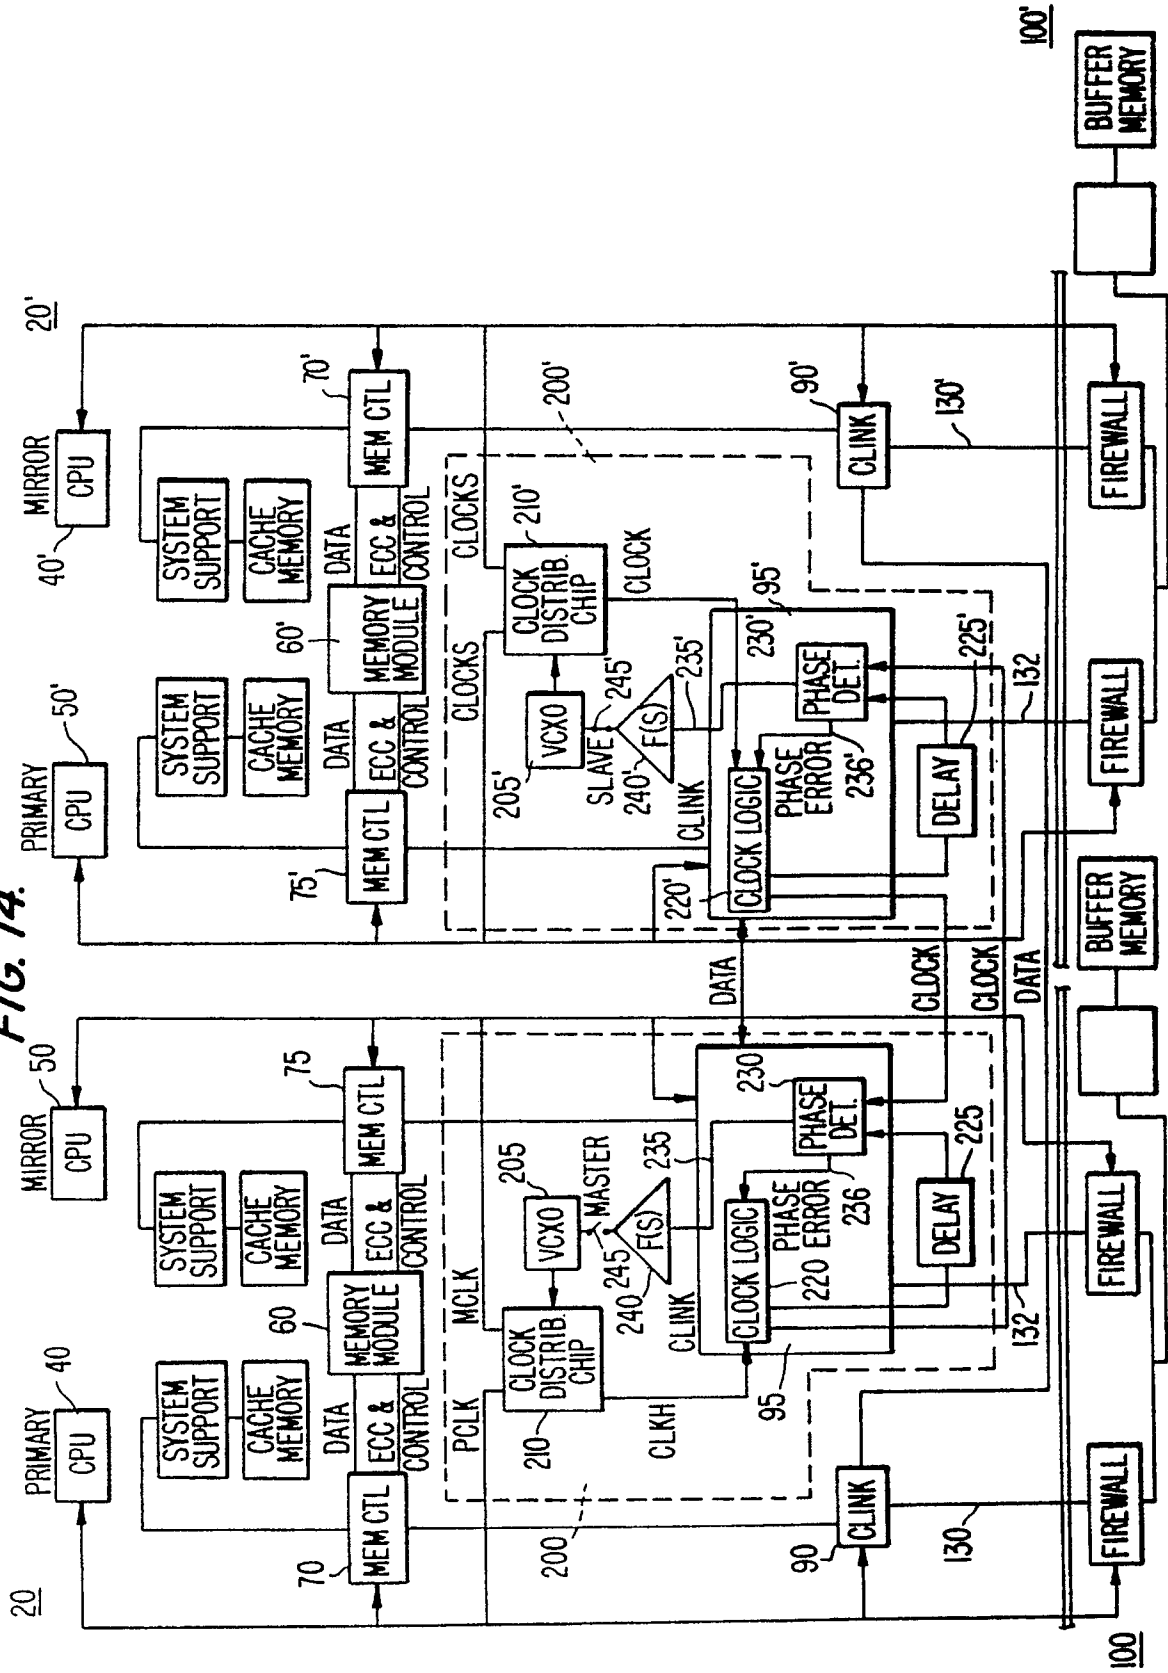 FIG. 14.
20
PRIMARY
CPU
40
MIRROR
CPU
50
SYSTEM
SUPPORT
CACHE
MEMORY
SYSTEM
SUPPORT
CACHE
MEMORY
70
MEM CTL
DATA
ECC &
CONTROL
60
MEMORY
MODULE
DATA
ECC &
CONTROL
MEM CTL
75
PCLK
MCLK
CLOCK
DISTRIB.
CHIP
210
VCXO
205
245
MASTER
F(S)
240
235
200
CLKH
CLINK
230
PHASE
DET.
CLOCK LOGIC
220
PHASE
ERROR
236
95
DELAY
225
90
CLINK
130
132
FIREWALL
FIREWALL
BUFFER
MEMORY
100
DATA
CLOCK
CLOCK
DATA
20'
PRIMARY
CPU
50'
MIRROR
CPU
40'
SYSTEM
SUPPORT
CACHE
MEMORY
SYSTEM
SUPPORT
CACHE
MEMORY
75'
MEM CTL
DATA
ECC &
CONTROL
60'
MEMORY
MODULE
DATA
ECC &
CONTROL
MEM CTL
70'
CLOCKS
CLOCKS
CLOCK
DISTRIB.
CHIP
210'
VCXO
205'
245'
SLAVE
F(S)
240'
235'
200'
CLOCK
CLINK
230'
95'
PHASE
DET.
CLOCK LOGIC
220'
PHASE
ERROR
236'
DELAY
225'
CLINK
90'
130'
132
FIREWALL
FIREWALL
BUFFER
MEMORY
100'